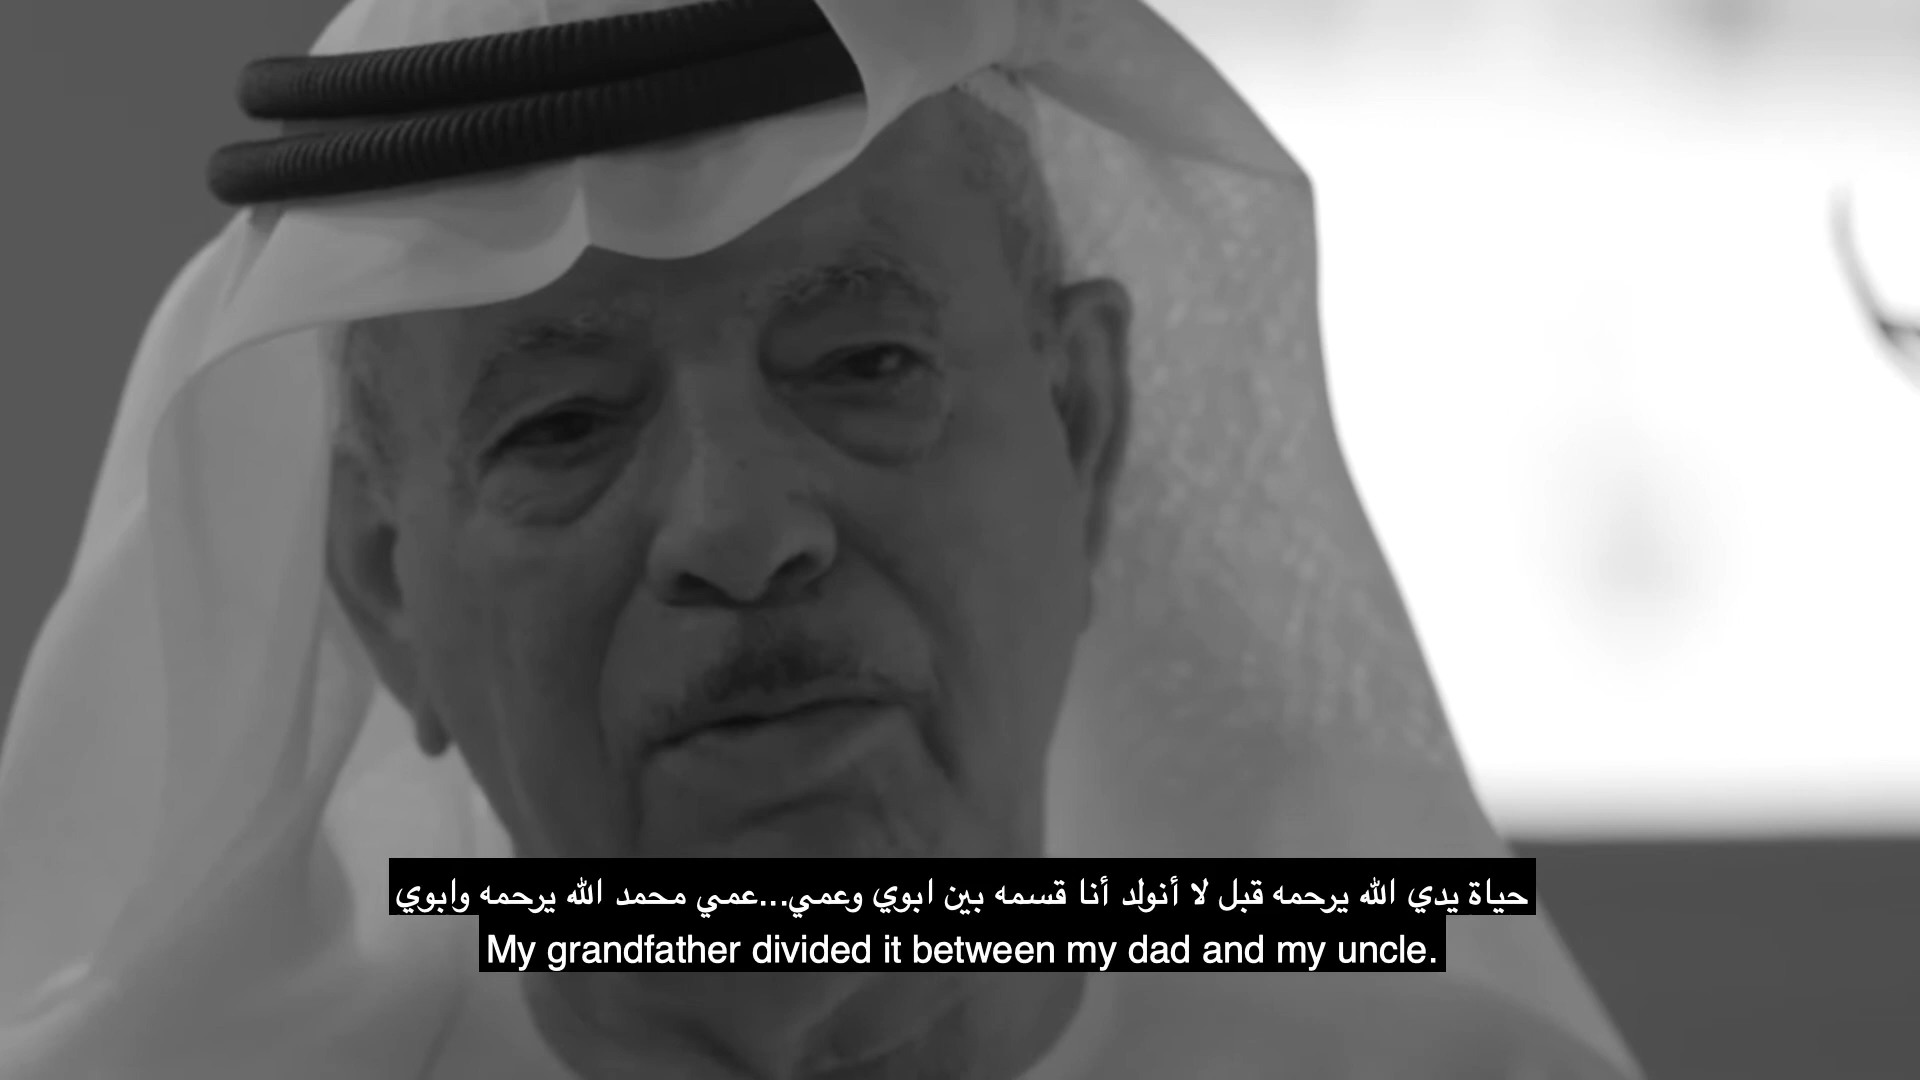 حياة يدي الله يرحمه قبل لا أنولد أنا قسمه بين ابوي وعمي...عمي محمد الله يرحمه وابوي
My grandfather divided it between my dad and my uncle.